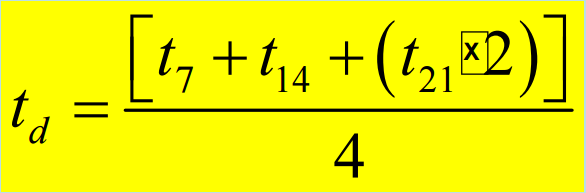 t_d = [t_7 + t_14 + (t_21 x 2)] / 4